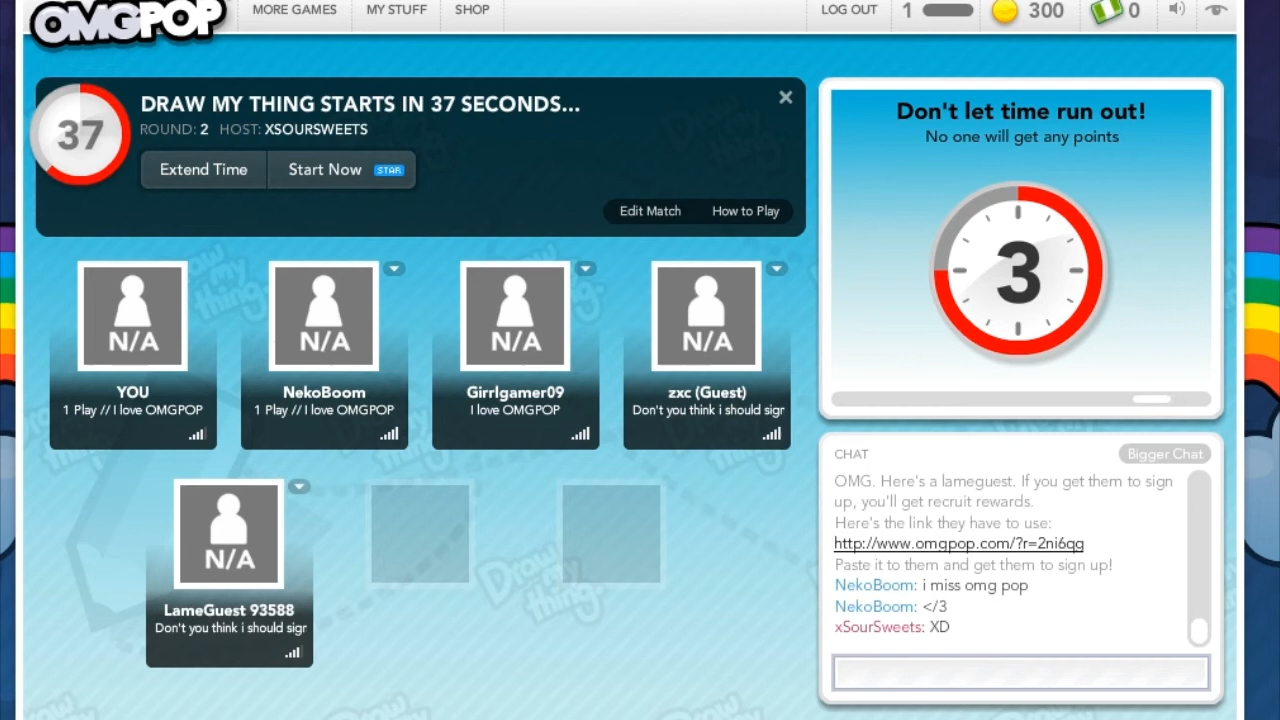 OMGPOP
MORE GAMES
MY STUFF
SHOP
LOG OUT
1
300
0
37
DRAW MY THING STARTS IN 37 SECONDS...
ROUND: 2 HOST: XSOURSWEETS
Extend Time
Start Now STAR
Edit Match
How to Play
N/A
YOU
1 Play // I love OMGPOP
N/A
NekoBoom
1 Play // I love OMGPOP
N/A
Girrlgamer09
I love OMGPOP
N/A
zxc (Guest)
Don't you think i should sigr
N/A
LameGuest 93588
Don't you think i should sigr
Don't let time run out!
No one will get any points
3
CHAT
Bigger Chat
OMG. Here's a lameguest. If you get them to sign
up, you'll get recruit rewards.
Here's the link they have to use:
http://www.omgpop.com/?r=2ni6qg
Paste it to them and get them to sign up!
NekoBoom: i miss omg pop
NekoBoom: </3
xSourSweets: XD
Draw my thing.